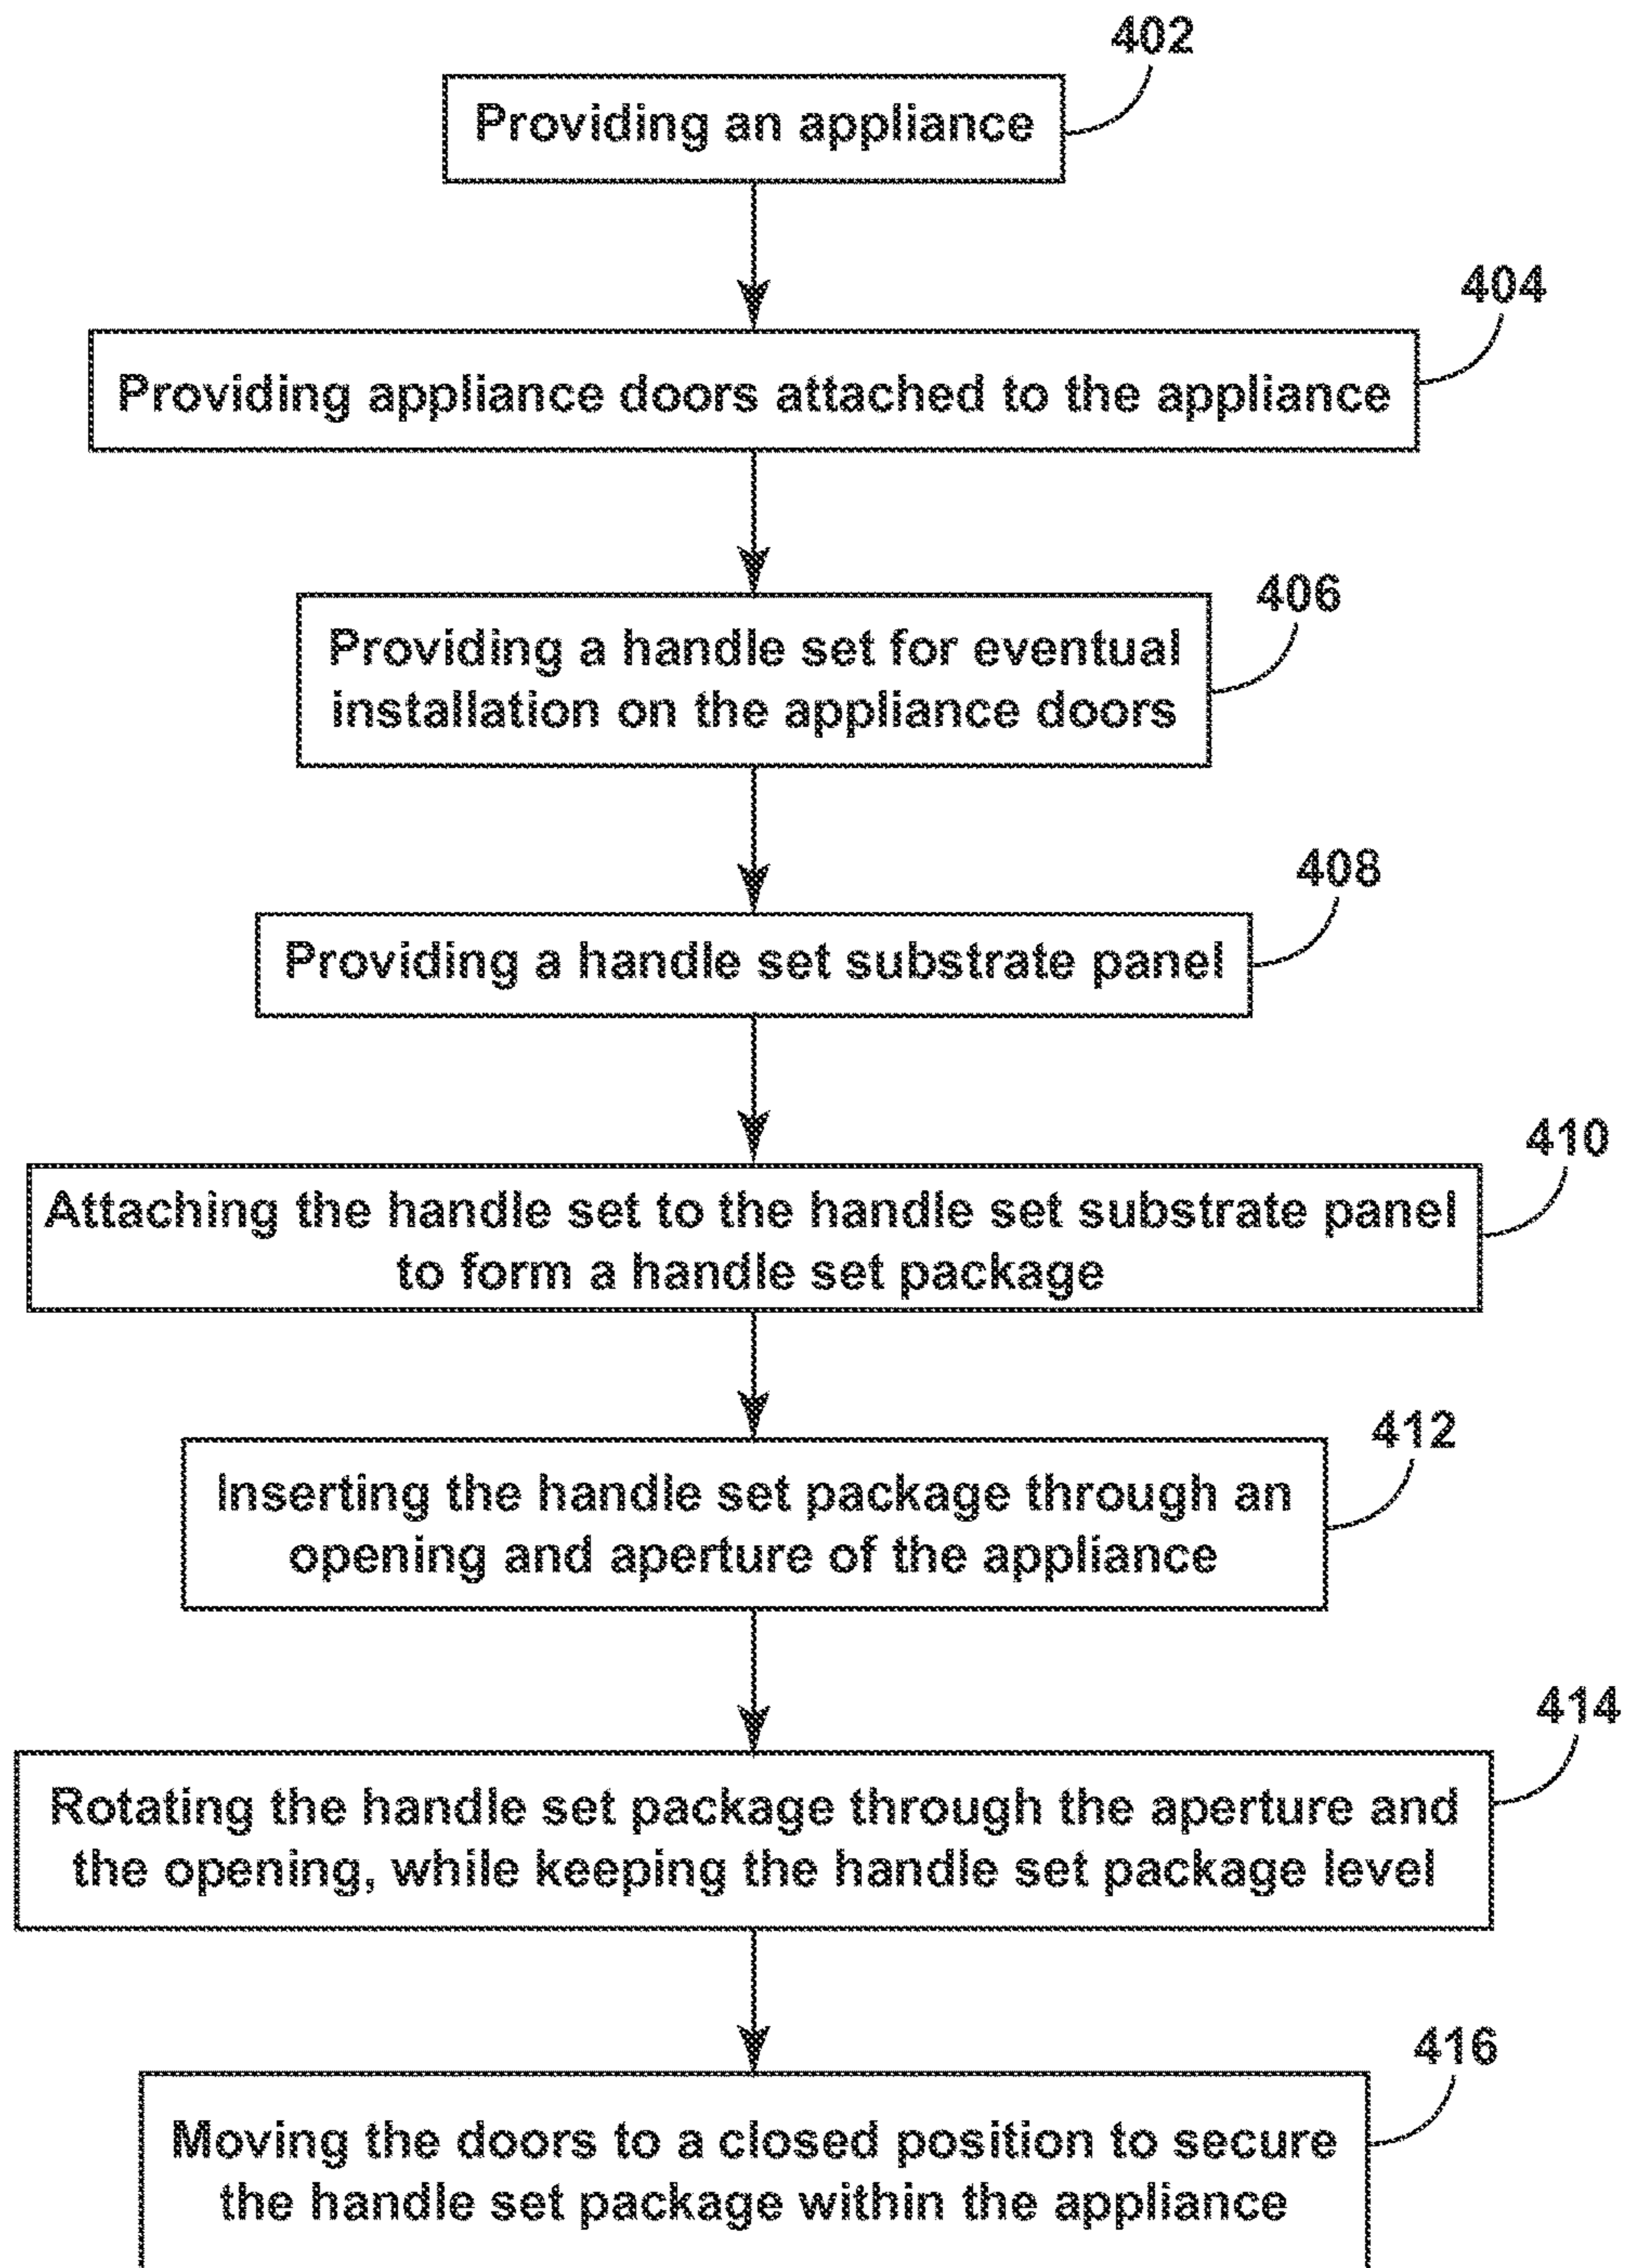 402
Providing an appliance
404
Providing appliance doors attached to the appliance
406
Providing a handle set for eventual
installation on the appliance doors
408
Providing a handle set substrate panel
410
Attaching the handle set to the handle set substrate panel
to form a handle set package
412
Inserting the handle set package through an
opening and aperture of the appliance
414
Rotating the handle set package through the aperture and
the opening, while keeping the handle set package level
416
Moving the doors to a closed position to secure
the handle set package within the appliance